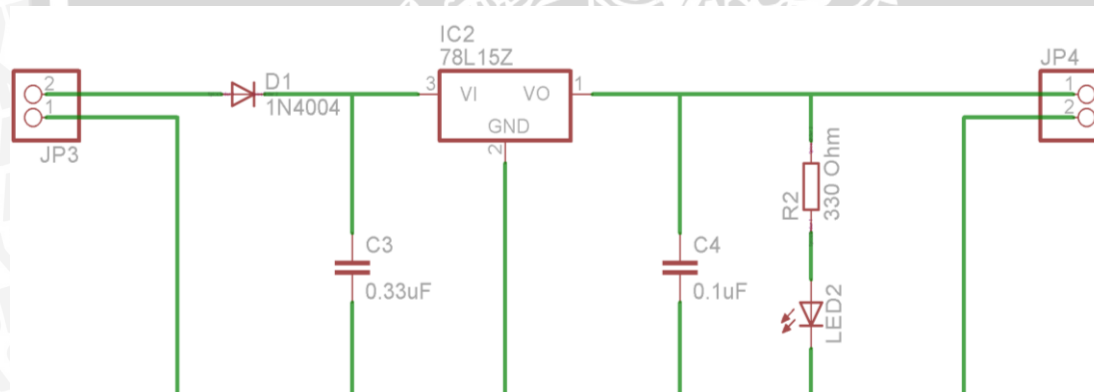 IC2
78L15Z
JP4
2
D1
3
VI
VO
1
1
1
1N4004
2
GND
JP3
2
R2
330 Ohm
C3
C4
0.33uF
0.1uF
LED2